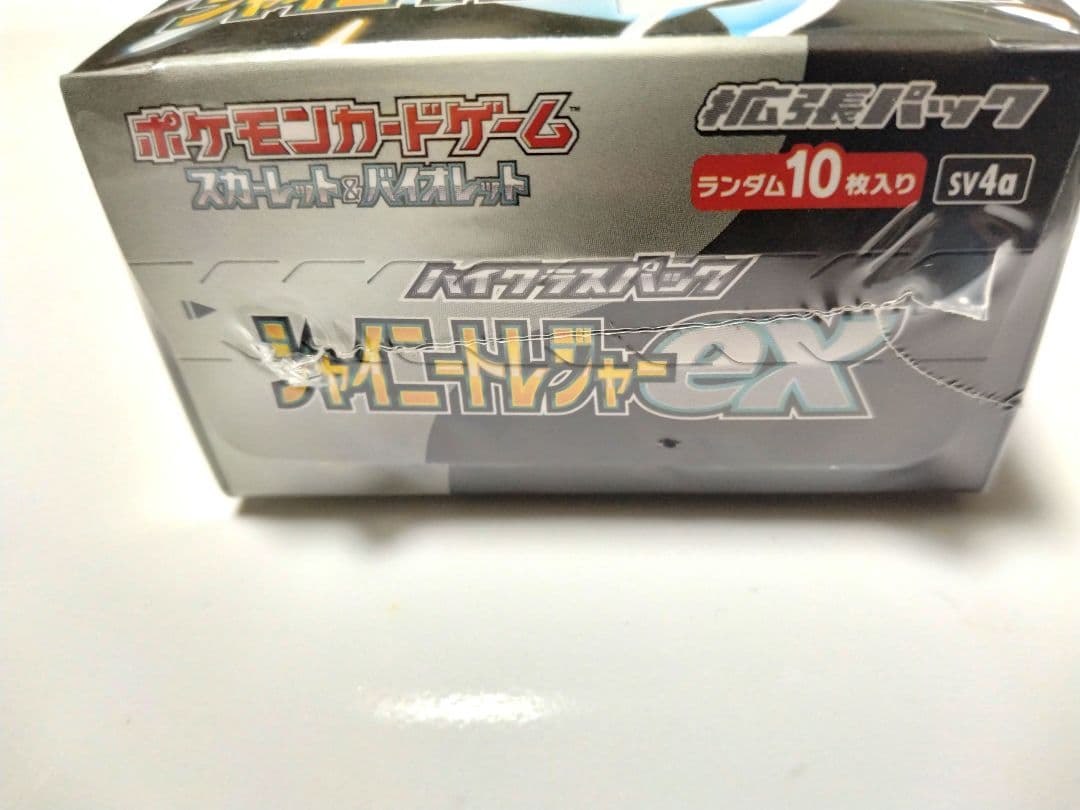 ポケモンカードゲーム™
スカーレット&バイオレット
拡張パック
ランダム10枚入り
sv4a
ハイクラスパック
シャイニートレジャーex